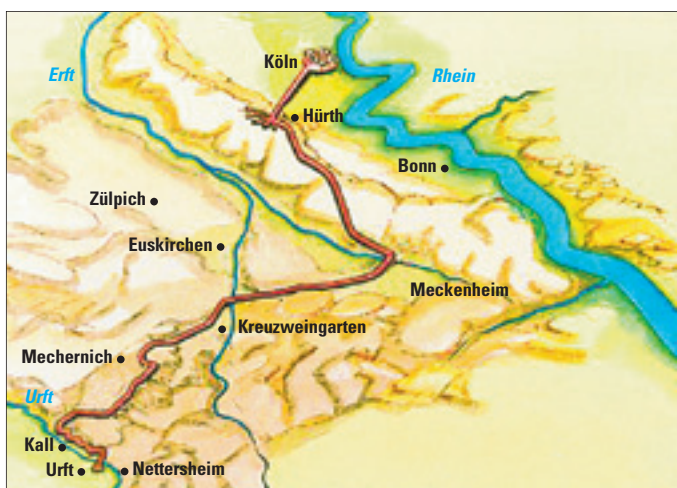 Köln
Erft
Rhein
Hürth
Bonn
Zülpich
Euskirchen
Meckenheim
Kreuzweingarten
Mechernich
Urft
Kall
Urft
Nettersheim